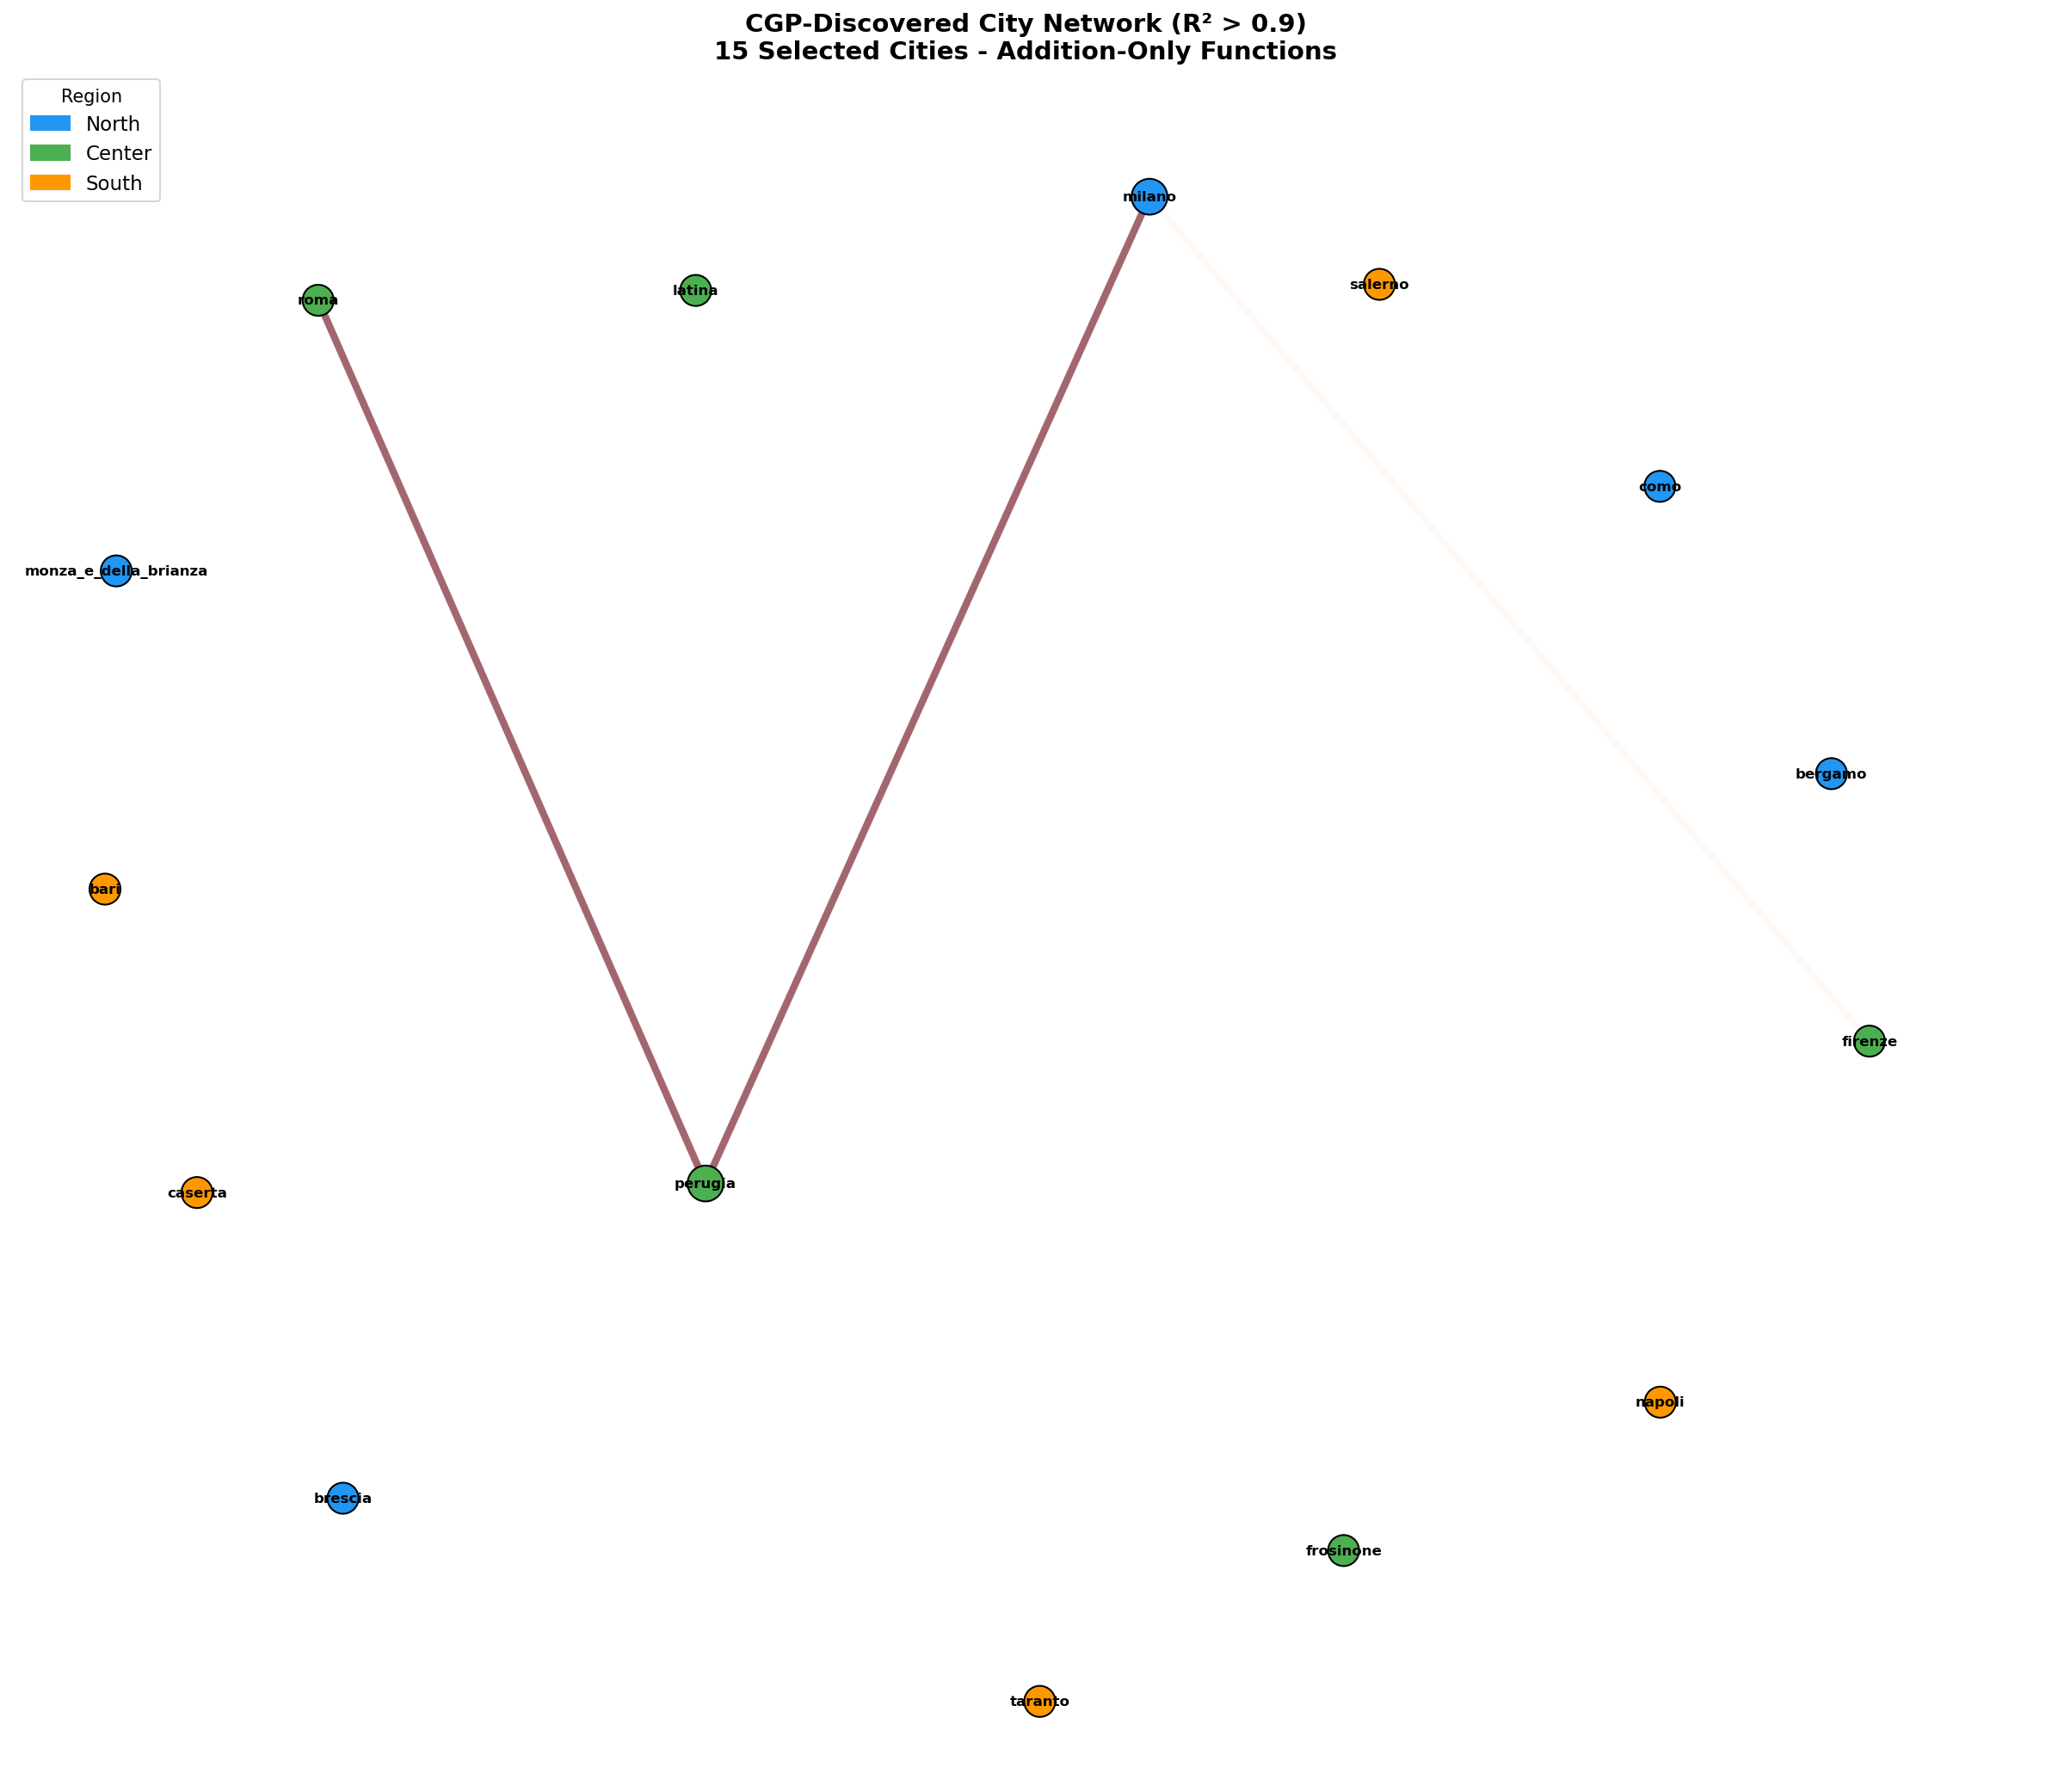 CGP-Discovered City Network (R² > 0.9)
15 Selected Cities - Addition-Only Functions
Region
North
Center
South
milano
salerno
latina
roma
como
monza_e_della_brianza
bergamo
bari
firenze
perugia
caserta
napoli
brescia
frosinone
taranto